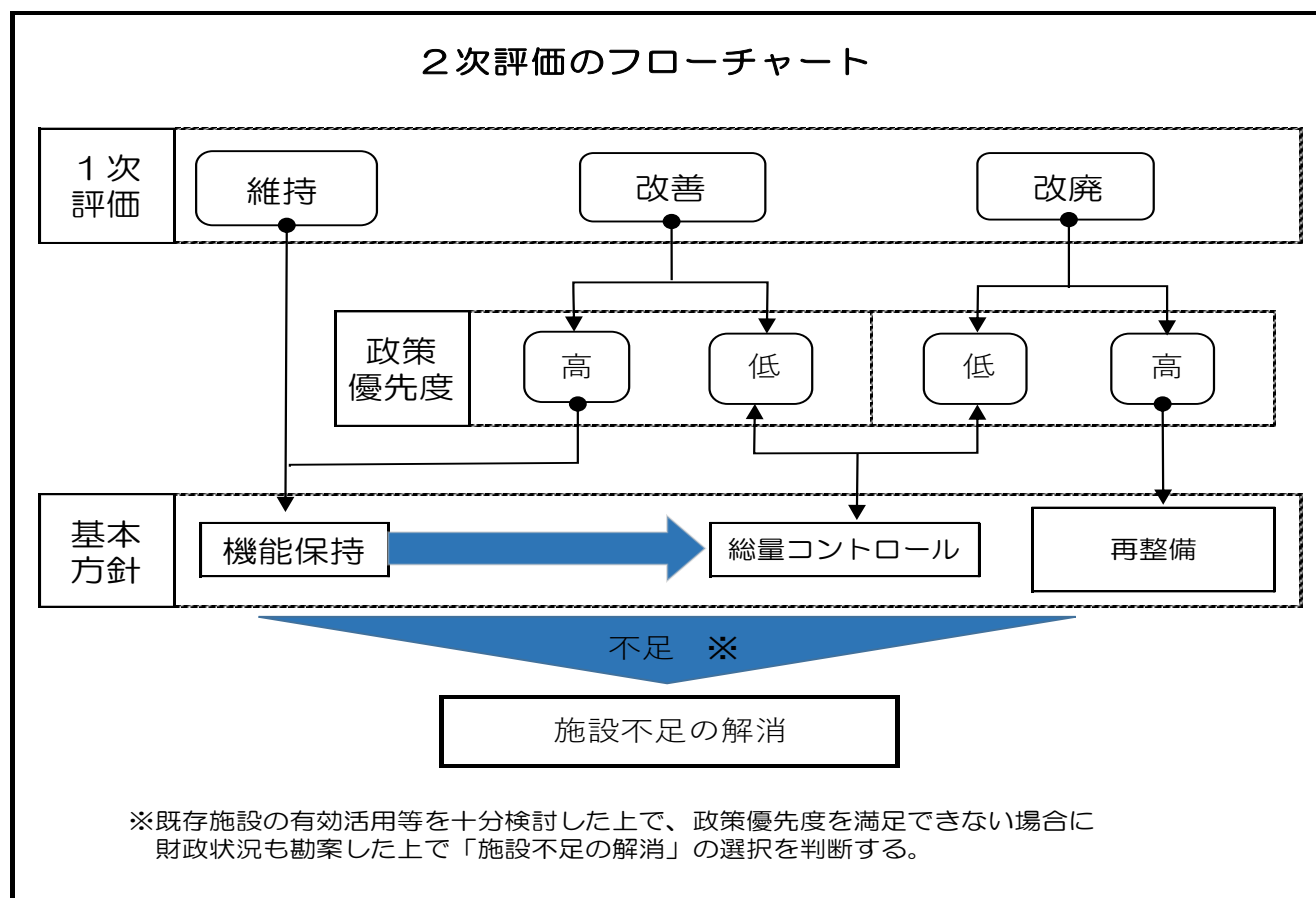 ２次評価のフローチャート
１次
評価
維持
改善
改廃
政策
優先度
高
低
低
高
基本
方針
機能保持
総量コントロール
再整備
不足　※
施設不足の解消
※既存施設の有効活用等を十分検討した上で、政策優先度を満足できない場合に
財政状況も勘案した上で「施設不足の解消」の選択を判断する。